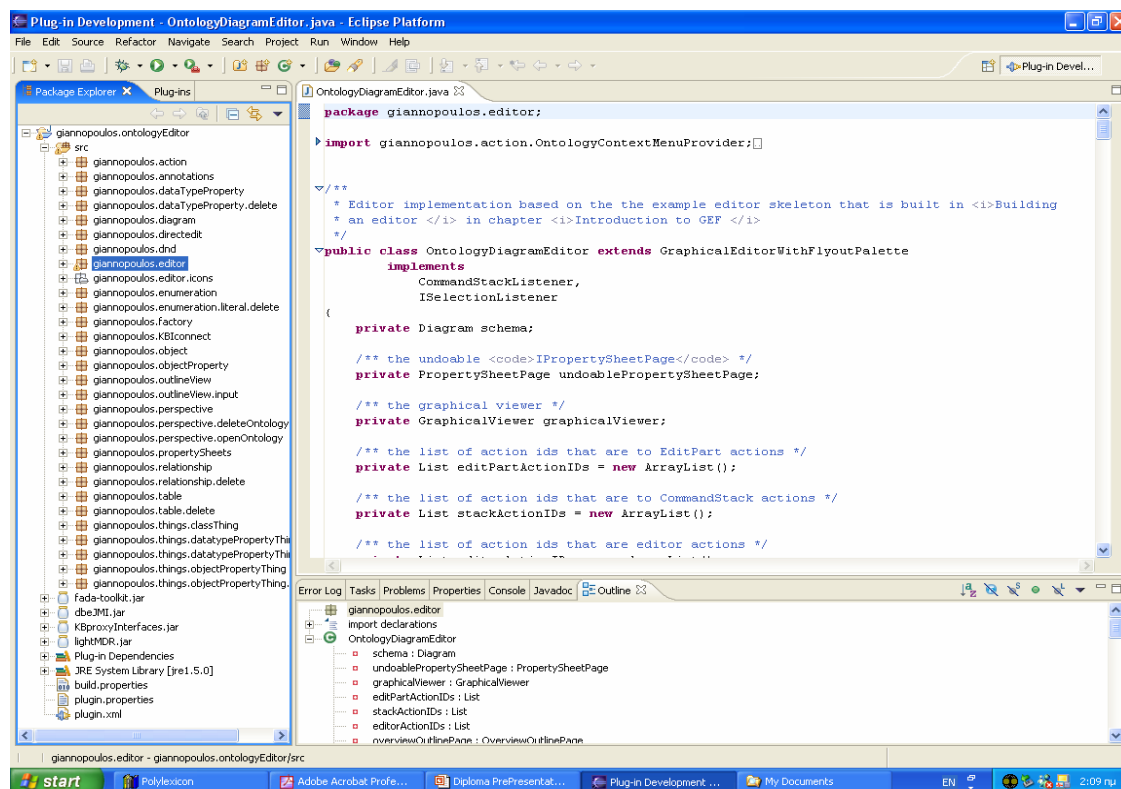 Plug-in Development - OntologyDiagramEditor.java - Eclipse Platform
File Edit Source Refactor Navigate Search Project Run Window Help
Plug-in Devel...
Package Explorer Plug-ins
giannopoulos.ontologyEditor
src
giannopoulos.action
giannopoulos.annotations
giannopoulos.dataTypeProperty
giannopoulos.dataTypeProperty.delete
giannopoulos.diagram
giannopoulos.directedit
giannopoulos.dnd
giannopoulos.editor
giannopoulos.editor.icons
giannopoulos.enumeration
giannopoulos.enumeration.literal.delete
giannopoulos.factory
giannopoulos.KBIconnect
giannopoulos.object
giannopoulos.objectProperty
giannopoulos.outlineView
giannopoulos.outlineView.input
giannopoulos.perspective
giannopoulos.perspective.deleteOntology
giannopoulos.perspective.openOntology
giannopoulos.propertySheets
giannopoulos.relationship
giannopoulos.relationship.delete
giannopoulos.table
giannopoulos.table.delete
giannopoulos.things.classThing
giannopoulos.things.datatypePropertyThi
giannopoulos.things.datatypePropertyThi
giannopoulos.things.objectPropertyThing
giannopoulos.things.objectPropertyThing.
fada-toolkit.jar
dbeJMI.jar
KBproxyInterfaces.jar
lightMDR.jar
Plug-in Dependencies
JRE System Library [jre1.5.0]
build.properties
plugin.properties
plugin.xml
OntologyDiagramEditor.java
package giannopoulos.editor;
import giannopoulos.action.OntologyContextMenuProvider;
/**
* Editor implementation based on the the example editor skeleton that is built in <i>Building
* an editor </i> in chapter <i>Introduction to GEF </i>
*/
public class OntologyDiagramEditor extends GraphicalEditorWithFlyoutPalette
implements
CommandStackListener,
ISelectionListener
{
private Diagram schema;
/** the undoable <code>IPropertySheetPage</code> */
private PropertySheetPage undoablePropertySheetPage;
/** the graphical viewer */
private GraphicalViewer graphicalViewer;
/** the list of action ids that are to EditPart actions */
private List editPartActionIDs = new ArrayList();
/** the list of action ids that are to CommandStack actions */
private List stackActionIDs = new ArrayList();
/** the list of action ids that are editor actions */
Error Log Tasks Problems Properties Console Javadoc Outline
giannopoulos.editor
import declarations
OntologyDiagramEditor
schema : Diagram
undoablePropertySheetPage : PropertySheetPage
graphicalViewer : GraphicalViewer
editPartActionIDs : List
stackActionIDs : List
editorActionIDs : List
overviewOutlinePage : OverviewOutlinePage
giannopoulos.editor - giannopoulos.ontologyEditor/src
start Polylexicon Adobe Acrobat Profe... Diploma PrePresentat... Plug-in Development ... My Documents EN 2:09 πμ